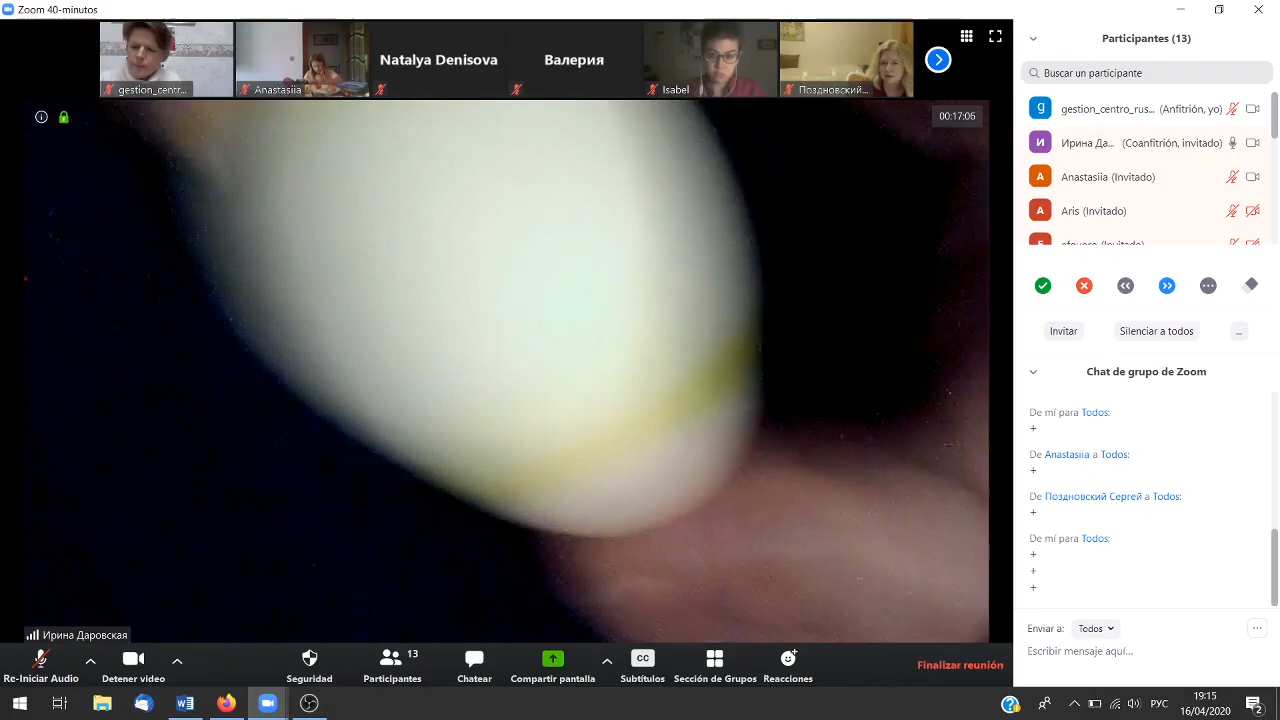 Zoom 40-minutos
gestion_centr...
Anastasiia
Natalya Denisova
Валерия
Isabel
Поздновский...
00:17:06
Ирина Даровская
Participantes (13)
Buscar un participante
g
gestion_centro_rus... (Anfitrión, yo)
И
Ирина Да... (Coanfitrión, invitado)
A
Anastasiia (Invitado)
A
Aris (Invitado)
Invitar
Silenciar a todos
...
Chat de grupo de Zoom
De mí para Todos:
+
De Anastasiia a Todos:
+
De Поздновский Сергей a Todos:
+
De mí para Todos:
+
+
+
Enviar a: Todos
Escribir mensaje aquí...
Re-Iniciar Audio
Detener video
Seguridad
13
Participantes
Chatear
Compartir pantalla
CC
Subtítulos
Sección de Grupos
Reacciones
Finalizar reunión
РУС
19:15
16/04/2020
2